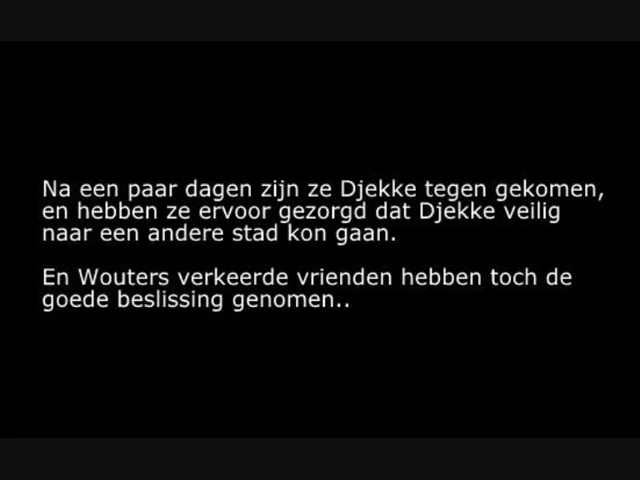 Na een paar dagen zijn ze Djekke tegen gekomen,
en hebben ze ervoor gezorgd dat Djekke veilig
naar een andere stad kon gaan.
En Wouters verkeerde vrienden hebben toch de
goede beslissing genomen..